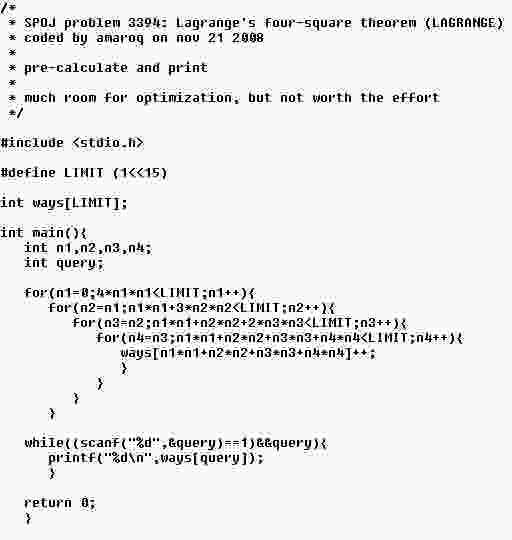 /*
* SPOJ problem 3394: Lagrange's four-square theorem (LAGRANGE)
* coded by amaroq on nov 21 2008
*
* pre-calculate and print
*
* much room for optimization, but not worth the effort
*/
#include <stdio.h>
#define LIMIT (1<<15)
int ways[LIMIT];
int main(){
int n1,n2,n3,n4;
int query;
for(n1=0;4*n1*n1<LIMIT;n1++){
for(n2=n1;n1*n1+3*n2*n2<LIMIT;n2++){
for(n3=n2;n1*n1+n2*n2+2*n3*n3<LIMIT;n3++){
for(n4=n3;n1*n1+n2*n2+n3*n3+n4*n4<LIMIT;n4++){
ways[n1*n1+n2*n2+n3*n3+n4*n4]++;
}
}
}
}
while((scanf("%d",&query)==1)&&query){
printf("%d\n",ways[query]);
}
return 0;
}